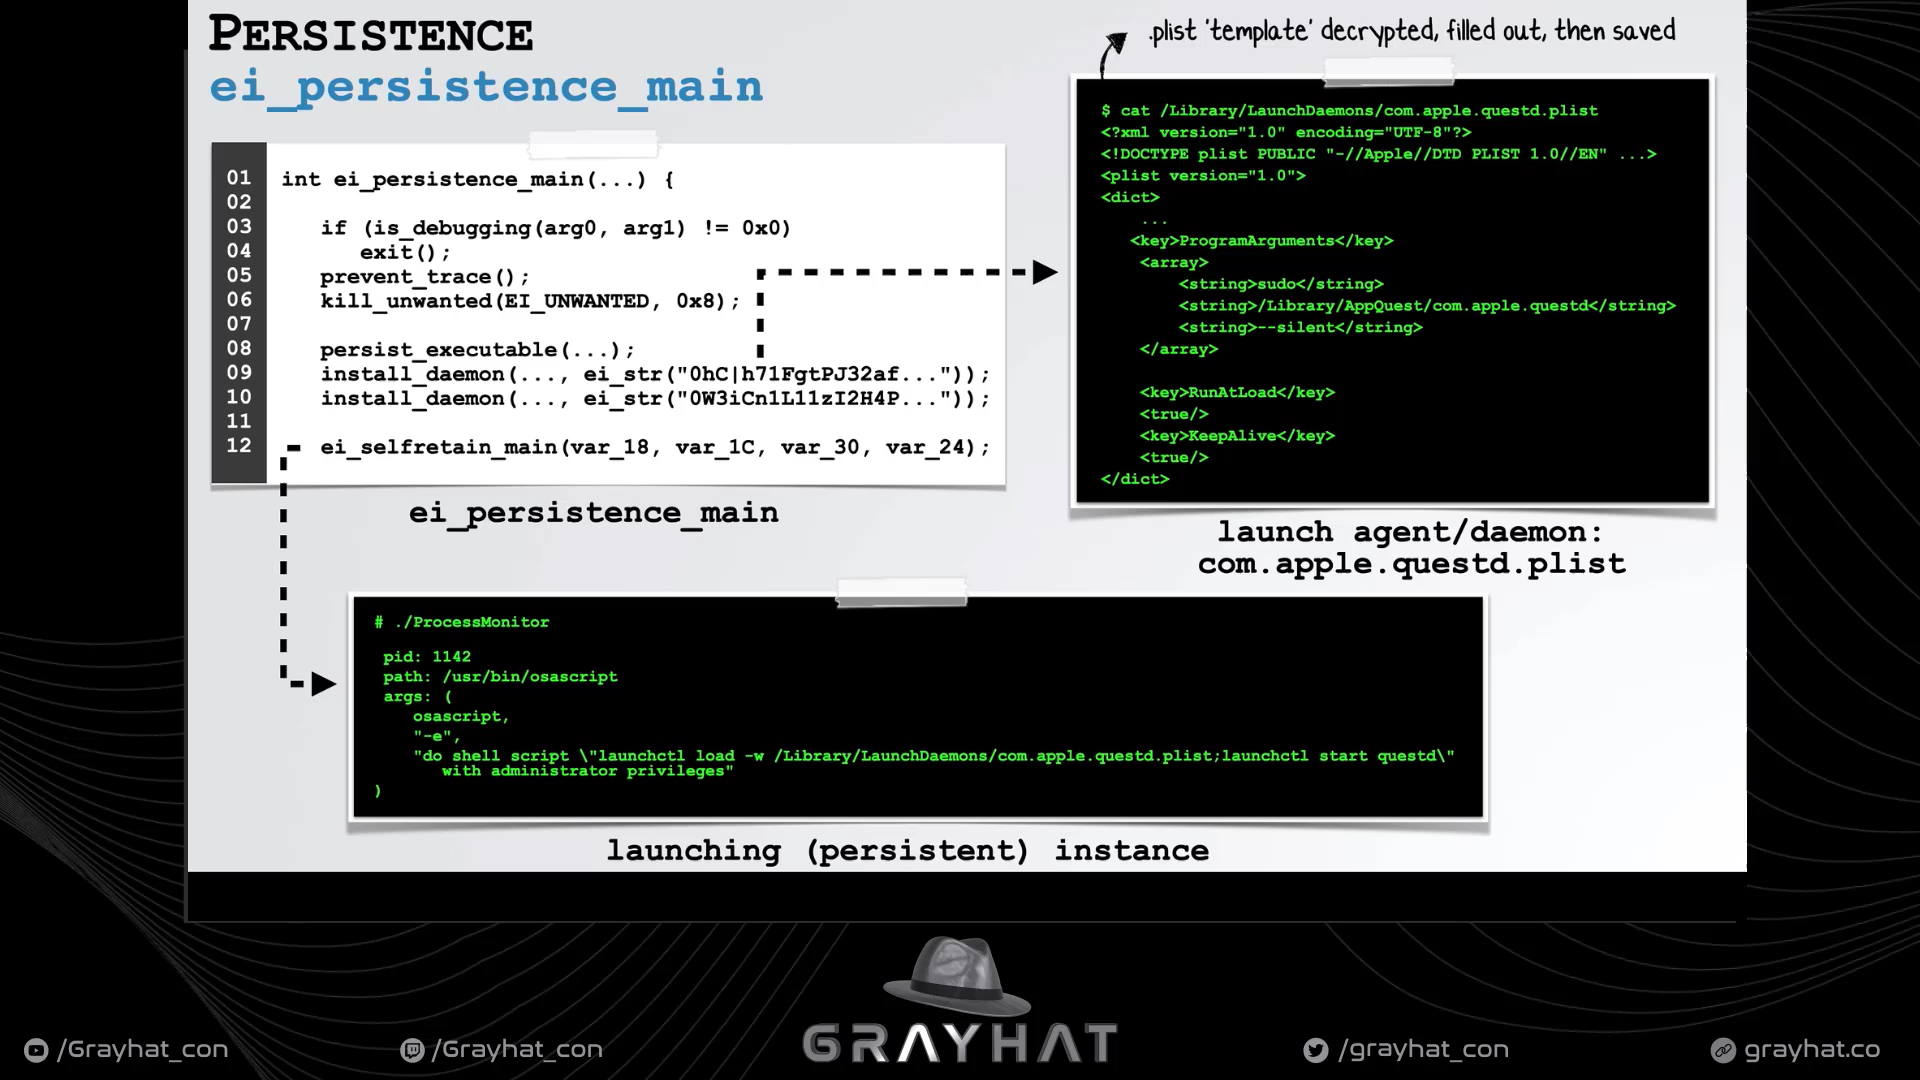 PERSISTENCE
ei_persistence_main
.plist 'template' decrypted, filled out, then saved
01 int ei_persistence_main(...) {
02
03 if (is_debugging(arg0, arg1) != 0x0)
04 exit();
05 prevent_trace();
06 kill_unwanted(EI_UNWANTED, 0x8);
07
08 persist_executable(...);
09 install_daemon(..., ei_str("0hC|h71FgtPJ32af..."));
10 install_daemon(..., ei_str("0W3iCn1L11zI2H4P..."));
11
12 ei_selfretain_main(var_18, var_1C, var_30, var_24);
ei_persistence_main
$ cat /Library/LaunchDaemons/com.apple.questd.plist
<?xml version="1.0" encoding="UTF-8"?>
<!DOCTYPE plist PUBLIC "-//Apple//DTD PLIST 1.0//EN" ...>
<plist version="1.0">
<dict>
...
<key>ProgramArguments</key>
<array>
<string>sudo</string>
<string>/Library/AppQuest/com.apple.questd</string>
<string>--silent</string>
</array>
<key>RunAtLoad</key>
<true/>
<key>KeepAlive</key>
<true/>
</dict>
launch agent/daemon:
com.apple.questd.plist
# ./ProcessMonitor
pid: 1142
path: /usr/bin/osascript
args: (
osascript,
"-e",
"do shell script \"launchctl load -w /Library/LaunchDaemons/com.apple.questd.plist;launchctl start questd\"
with administrator privileges"
)
launching (persistent) instance
GRAYHAT
/Grayhat_con
/Grayhat_con
/grayhat_con
grayhat.co